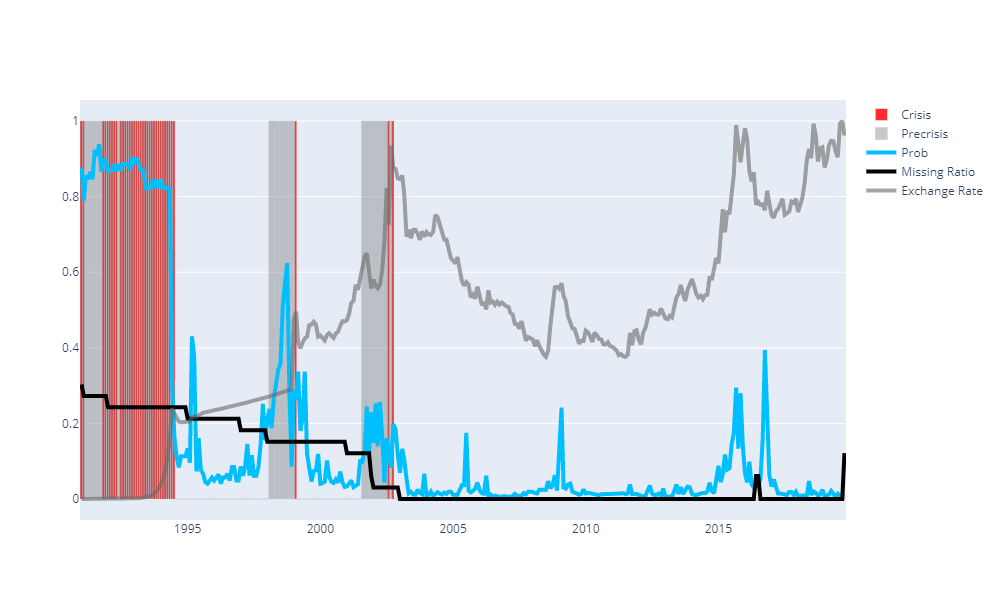 1
0.8
0.6
0.4
0.2
0
1995
2000
2005
2010
2015
Crisis
Precrisis
Prob
Missing Ratio
Exchange Rate